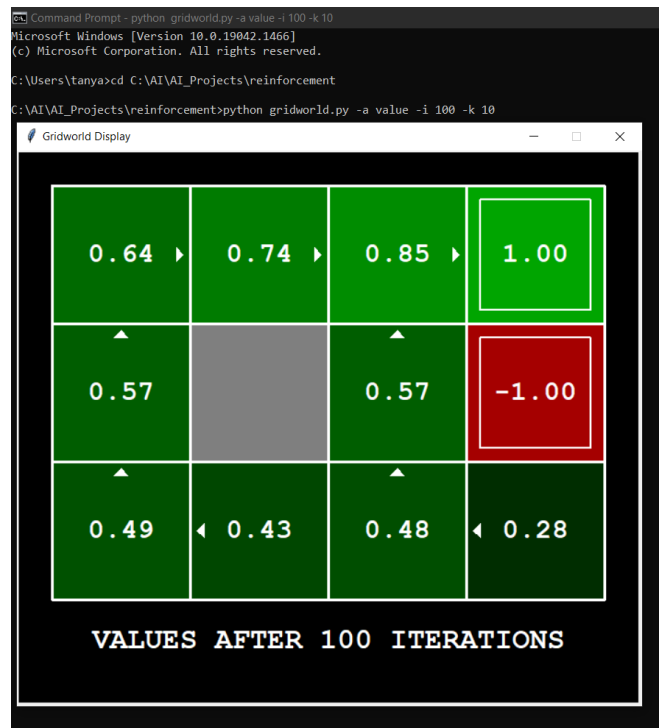 Command Prompt - python  gridworld.py -a value -i 100 -k 10
Microsoft Windows [Version 10.0.19042.1466]
(c) Microsoft Corporation. All rights reserved.
C:\Users\tanya>cd C:\AI\AI_Projects\reinforcement
C:\AI\AI_Projects\reinforcement>python gridworld.py -a value -i 100 -k 10
Gridworld Display
0.64 0.74 0.85 1.00
0.57 0.57 -1.00
0.49 0.43 0.48 0.28
VALUES AFTER 100 ITERATIONS